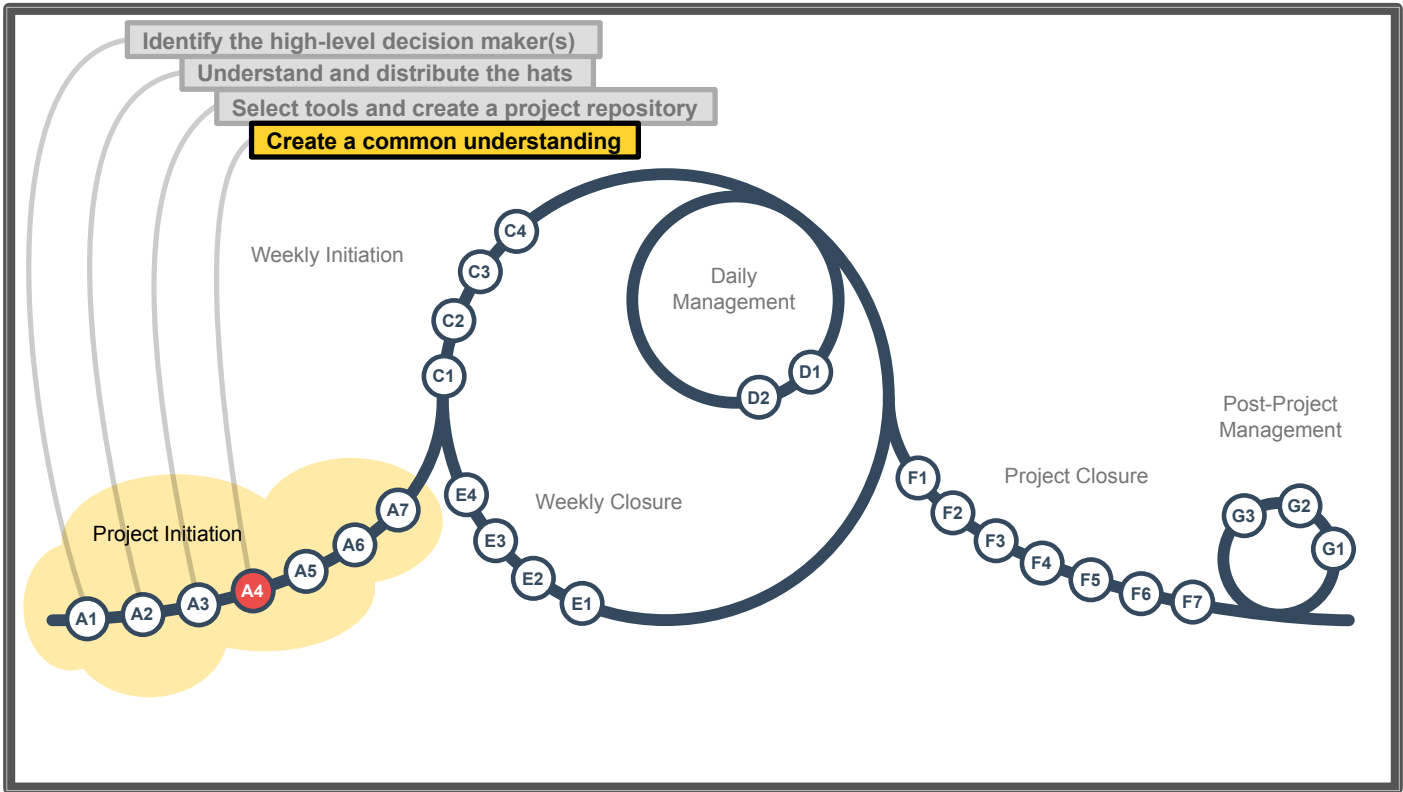 Identify the high-level decision maker(s)
Understand and distribute the hats
Select tools and create a project repository
Create a common understanding
Weekly Initiation
C4
C3
C2
C1
Daily
Management
D1
D2
Post-Project
Management
Project Closure
Weekly Closure
Project Initiation
A1
A2
A3
A4
A5
A6
A7
E4
E3
E2
E1
F1
F2
F3
F4
F5
F6
F7
G3
G2
G1